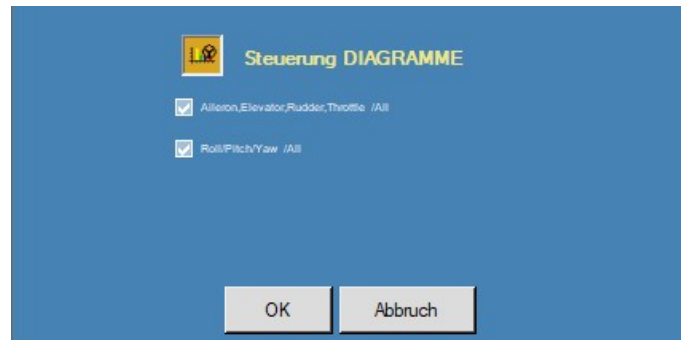 Steuerung DIAGRAMME
Aileron,Elevator,Rudder,Throttle /All
Roll/Pitch/Yaw /All
OK Abbruch